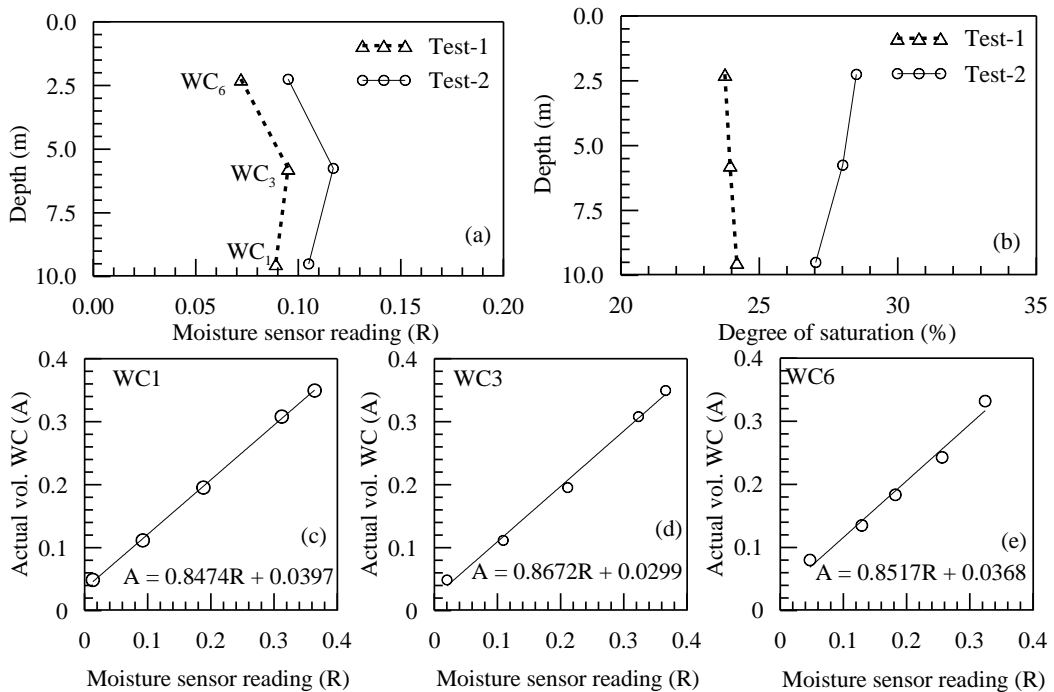 0.0
2.5
5.0
7.5
10.0
Depth (m)
Test-1
Test-2
WC6
WC3
WC1
(a)
0.00 0.05 0.10 0.15 0.20
Moisture sensor reading (R)
0.0
2.5
5.0
7.5
10.0
Depth (m)
Test-1
Test-2
(b)
20 25 30 35
Degree of saturation (%)
0.4
0.3
0.2
0.1
0
Actual vol. WC (A)
WC1
(c)
A = 0.8474R + 0.0397
0 0.1 0.2 0.3 0.4
Moisture sensor reading (R)
0.4
0.3
0.2
0.1
0
Actual vol. WC (A)
WC3
(d)
A = 0.8672R + 0.0299
0 0.1 0.2 0.3 0.4
Moisture sensor reading (R)
0.4
0.3
0.2
0.1
0
Actual vol. WC (A)
WC6
(e)
A = 0.8517R + 0.0368
0 0.1 0.2 0.3 0.4
Moisture sensor reading (R)